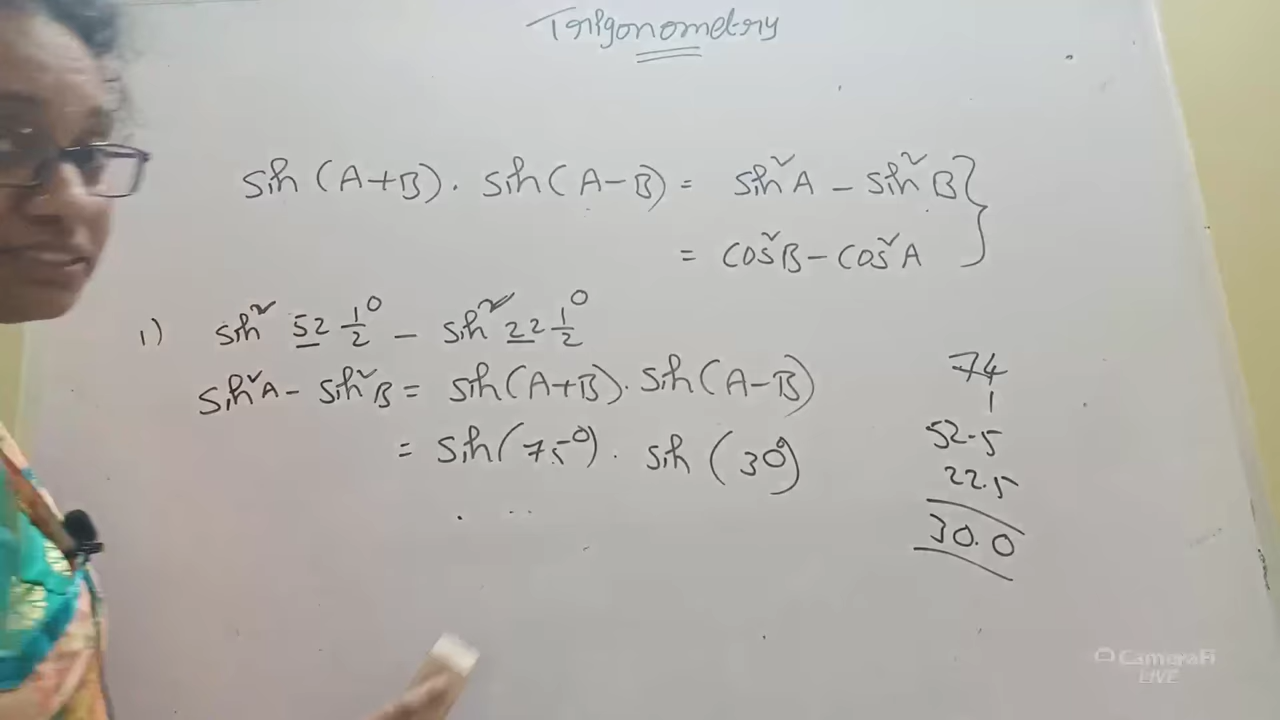 Trigonometry
sin (A+B) . sin (A-B) = sin²A - sin²B }
= cos²B - cos²A
1) sin² 52 1/2° - sin² 22 1/2°
sin²A - sin²B = sin(A+B) . sin(A-B)
= sin(75°) . sin (30°)
74
1
52.5
22.5
30.0
CameraFi
LIVE